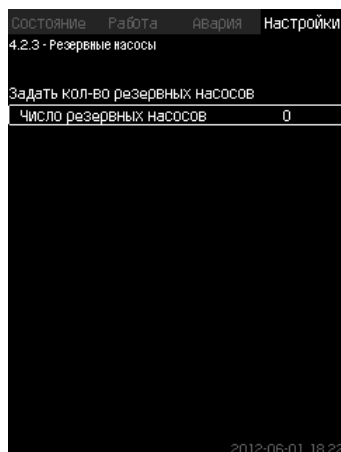 Состояние Работа Авария Настройки
4.2.3 - Резервные насосы
Задать кол-во резервных насосов
Число резервных насосов 0
2012-06-01 18:22